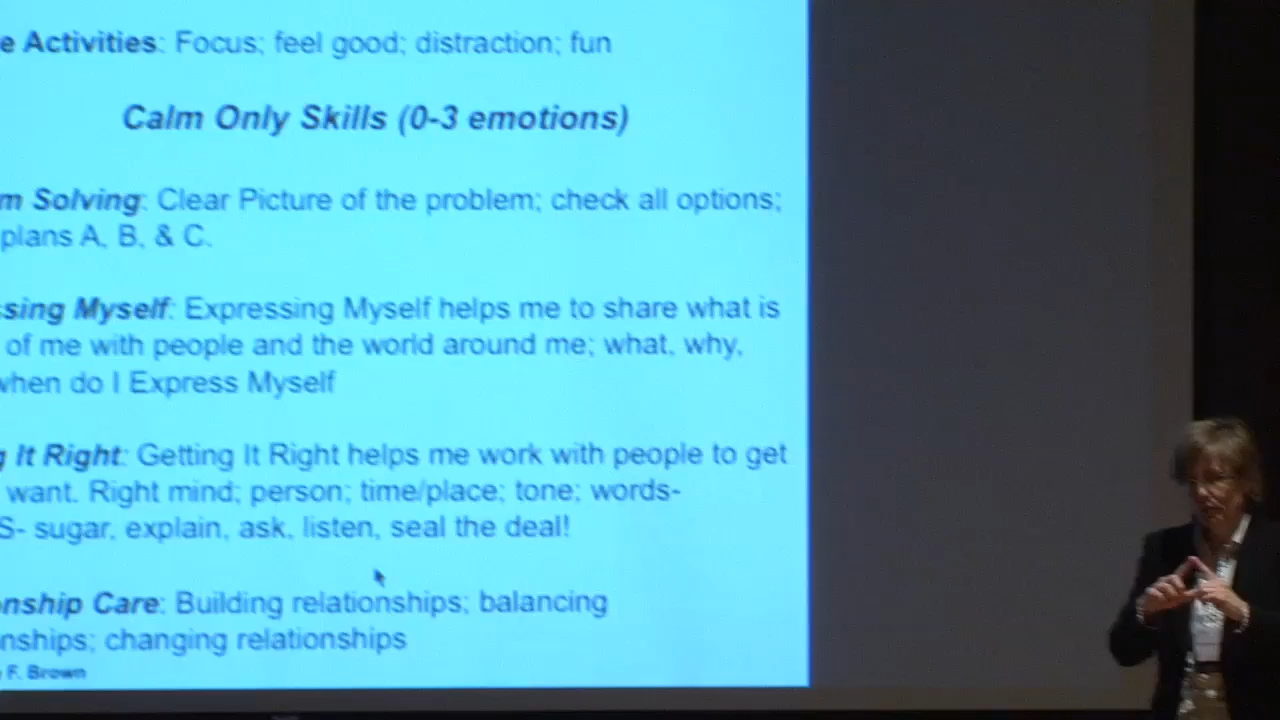 e Activities: Focus; feel good; distraction; fun
Calm Only Skills (0-3 emotions)
m Solving: Clear Picture of the problem; check all options;
plans A, B, & C.
ssing Myself: Expressing Myself helps me to share what is
of me with people and the world around me; what, why,
when do I Express Myself
g It Right: Getting It Right helps me work with people to get
want. Right mind; person; time/place; tone; words-
S- sugar, explain, ask, listen, seal the deal!
onship Care: Building relationships; balancing
nships; changing relationships
F. Brown